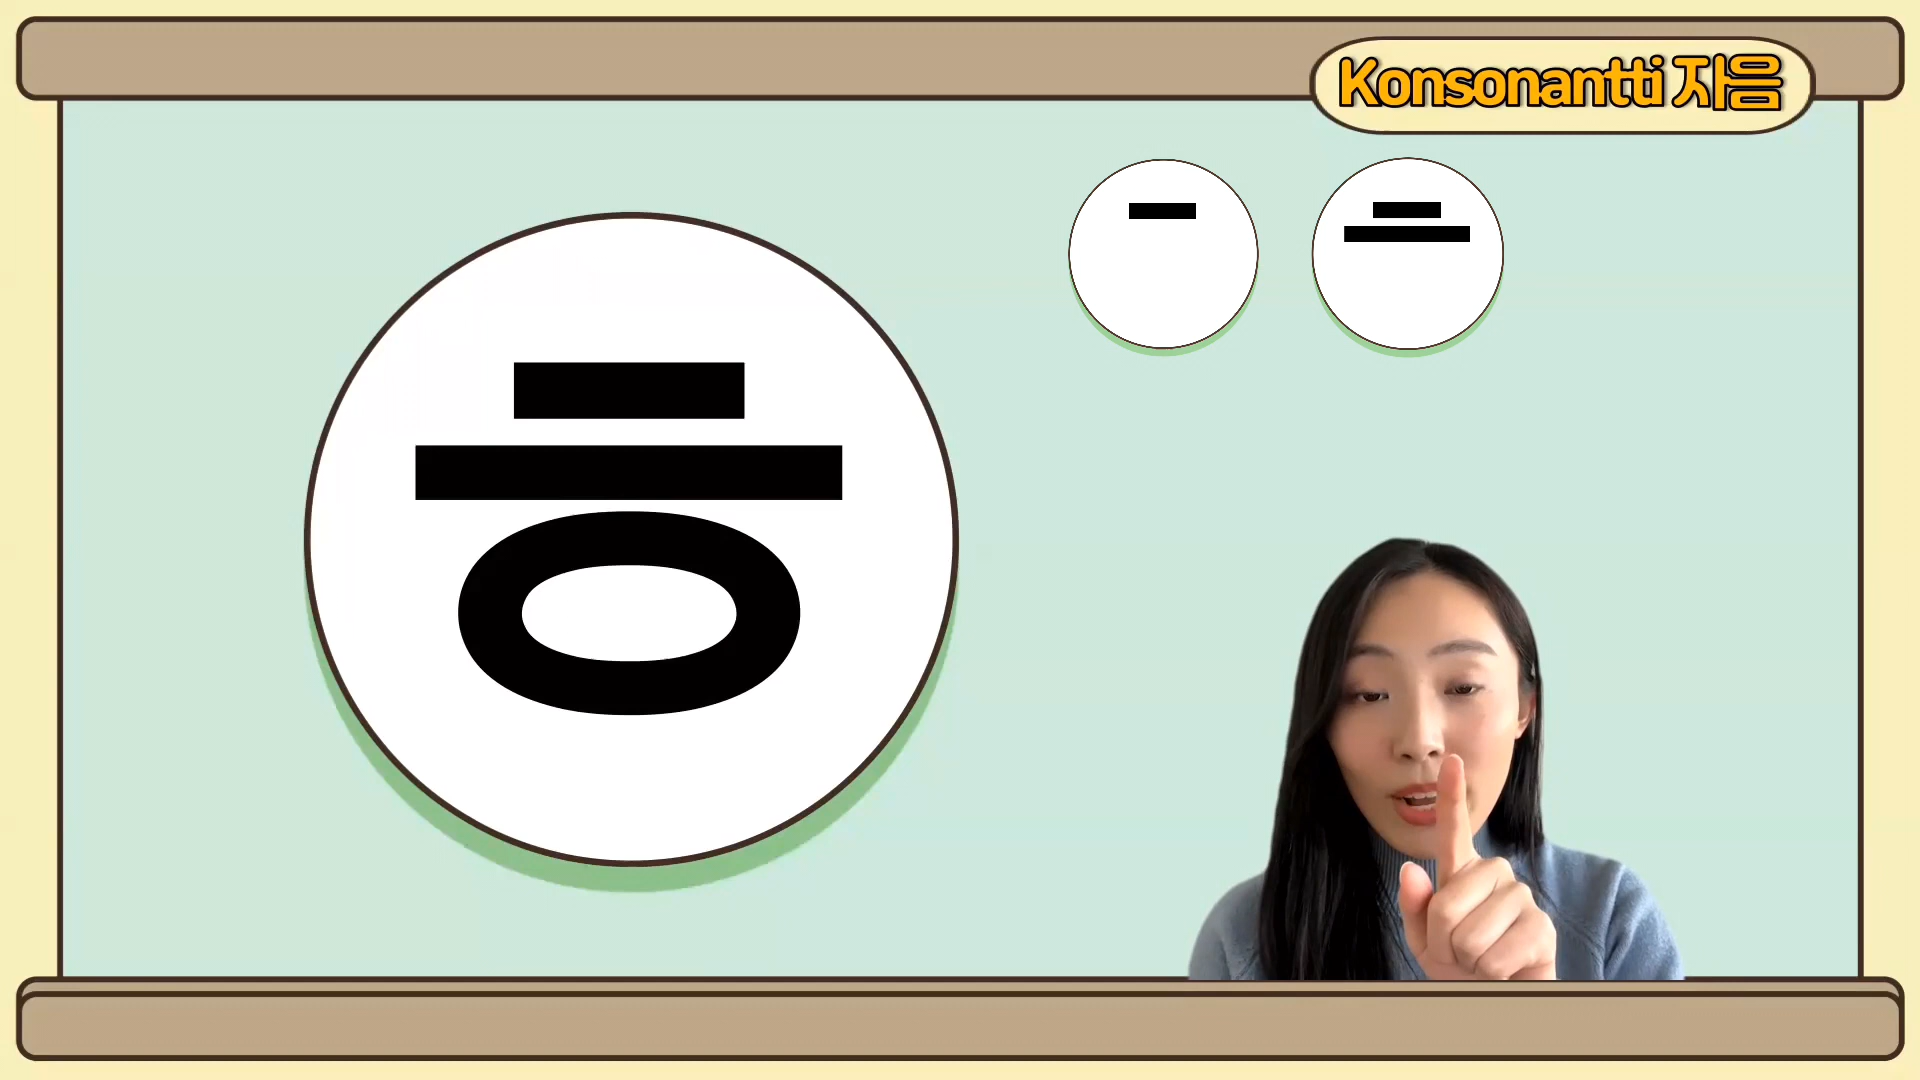 Konsonantti 자음
ㅎ